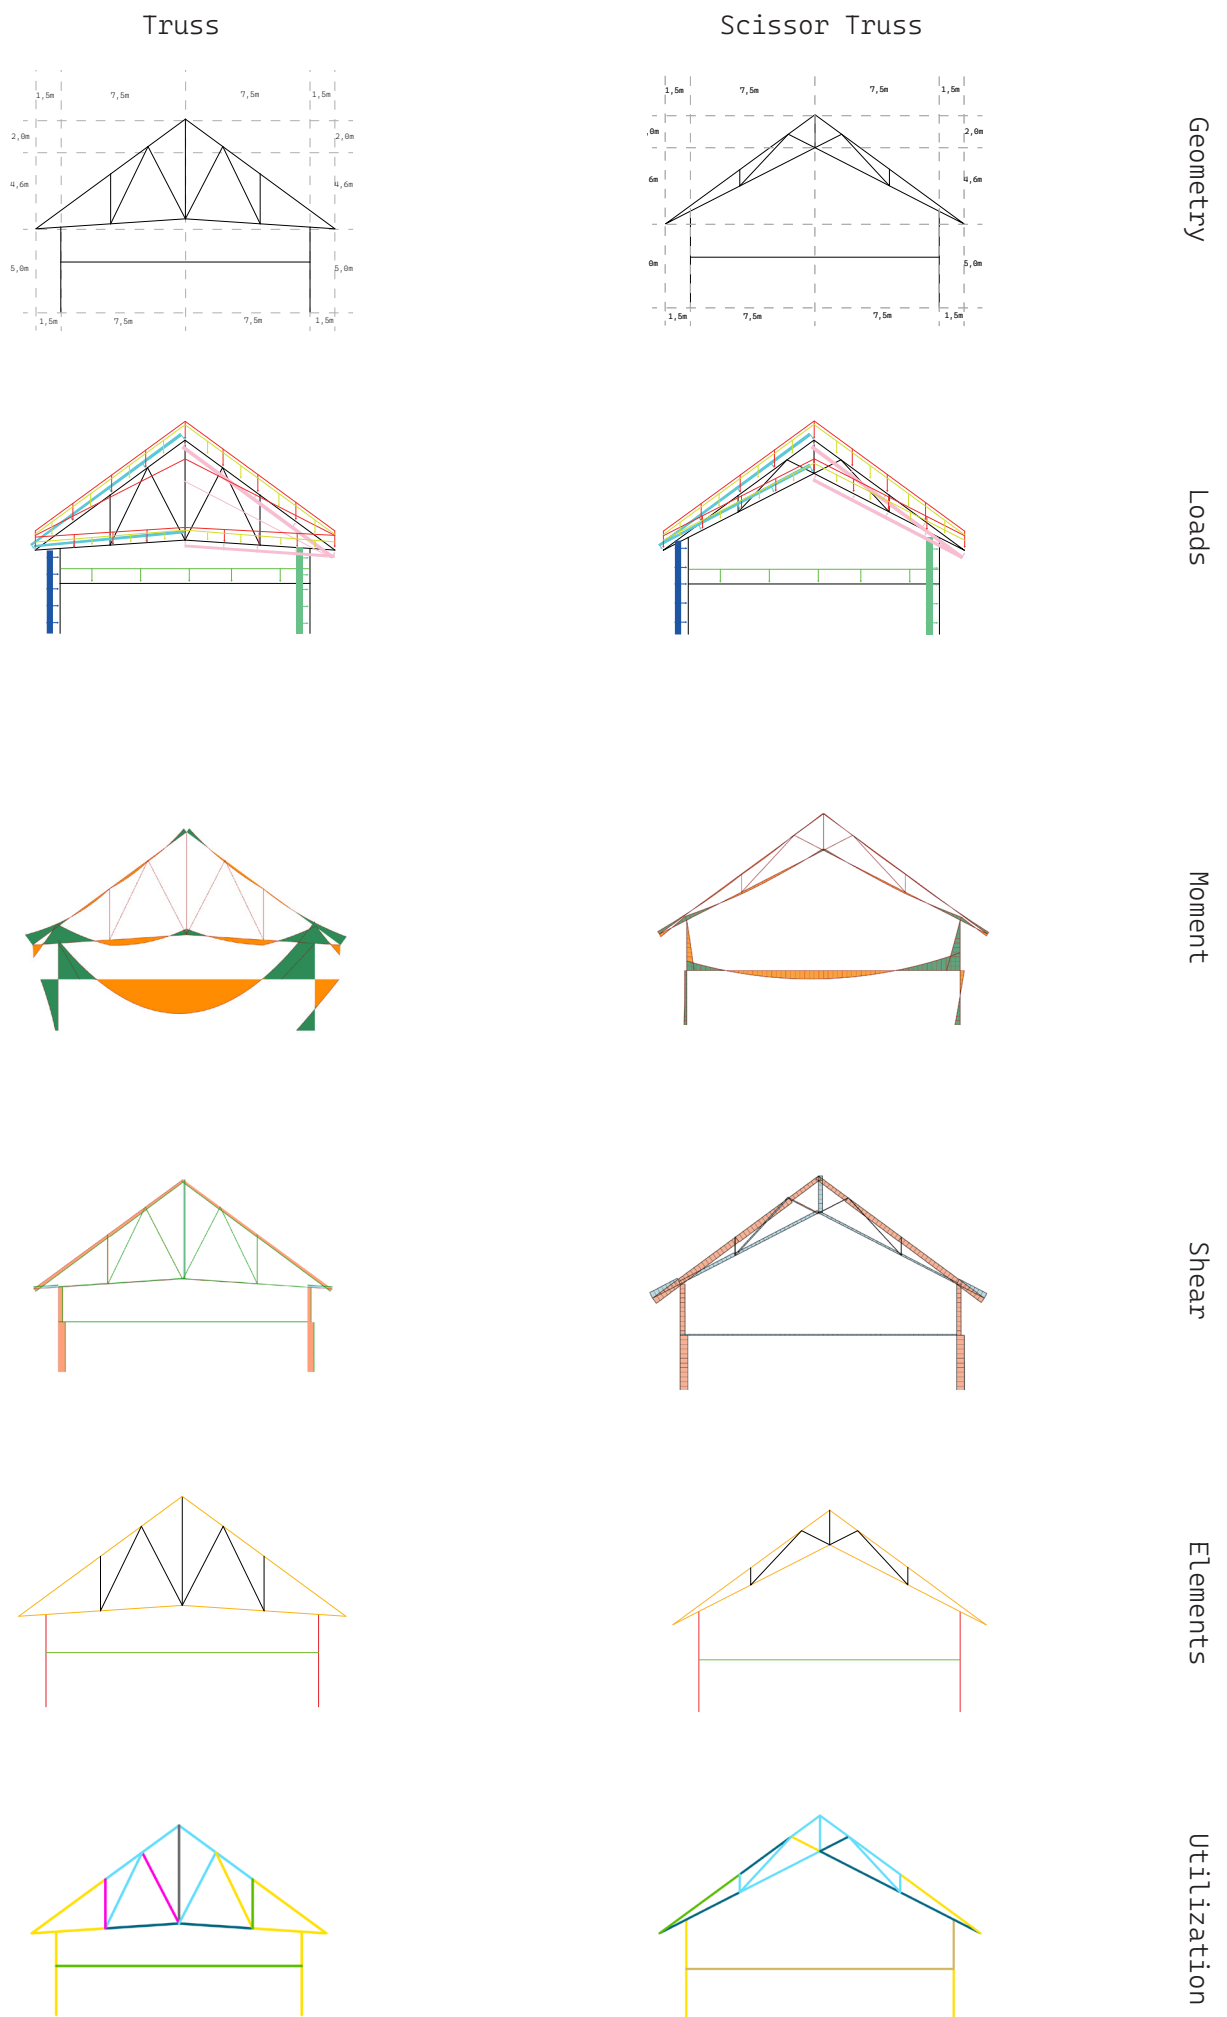 Truss
Scissor Truss
1,5m 7,5m 7,5m 1,5m
2,0m 2,0m
4,6m 4,6m
5,0m 5,0m
1,5m 7,5m 7,5m 1,5m
1,5m 7,5m 7,5m 1,5m
,0m 2,0m
6m 4,6m
0m 5,0m
1,5m 7,5m 7,5m 1,5m
Geometry
Loads
Moment
Shear
Elements
Utilization